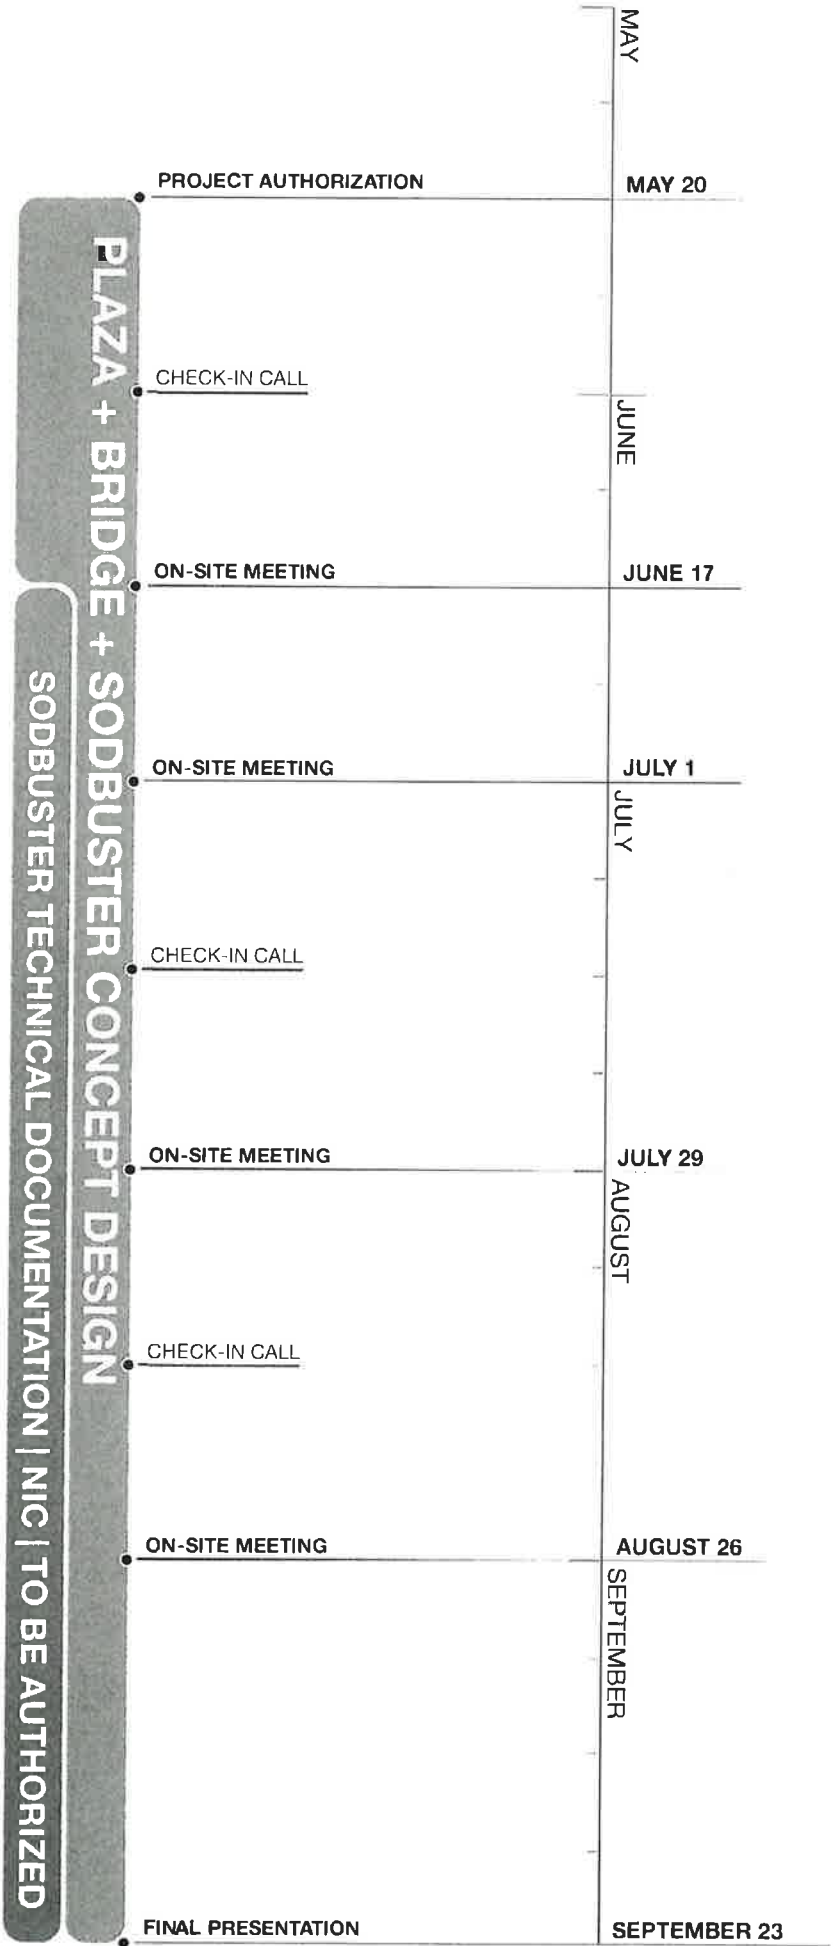 MAY
PROJECT AUTHORIZATION
MAY 20
CHECK-IN CALL
JUNE
ON-SITE MEETING
JUNE 17
ON-SITE MEETING
JULY 1
JULY
CHECK-IN CALL
ON-SITE MEETING
JULY 29
AUGUST
CHECK-IN CALL
ON-SITE MEETING
AUGUST 26
SEPTEMBER
FINAL PRESENTATION
SEPTEMBER 23
PLAZA + BRIDGE + SODBUSTER CONCEPT DESIGN
SODBUSTER TECHNICAL DOCUMENTATION | NIC | TO BE AUTHORIZED